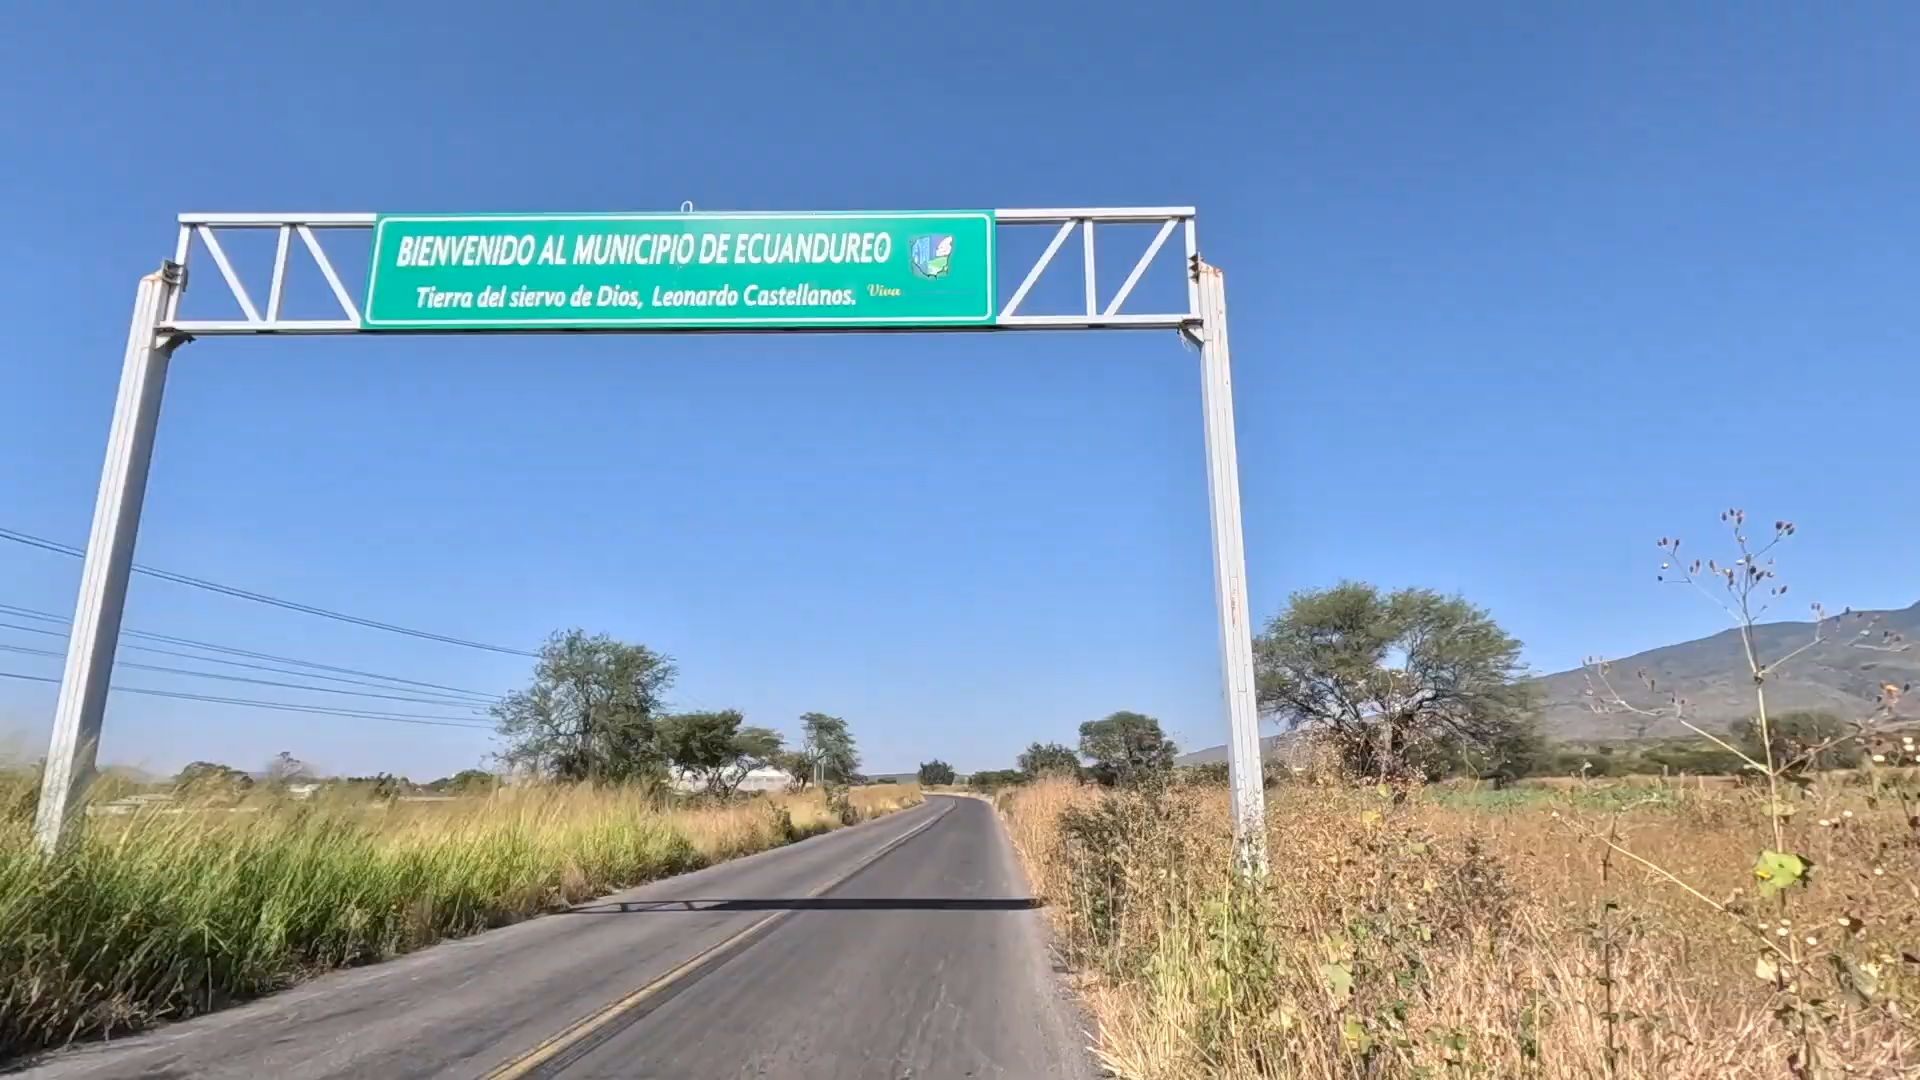 BIENVENIDO AL MUNICIPIO DE ECUANDUREO
Tierra del siervo de Dios, Leonardo Castellanos.
Viva